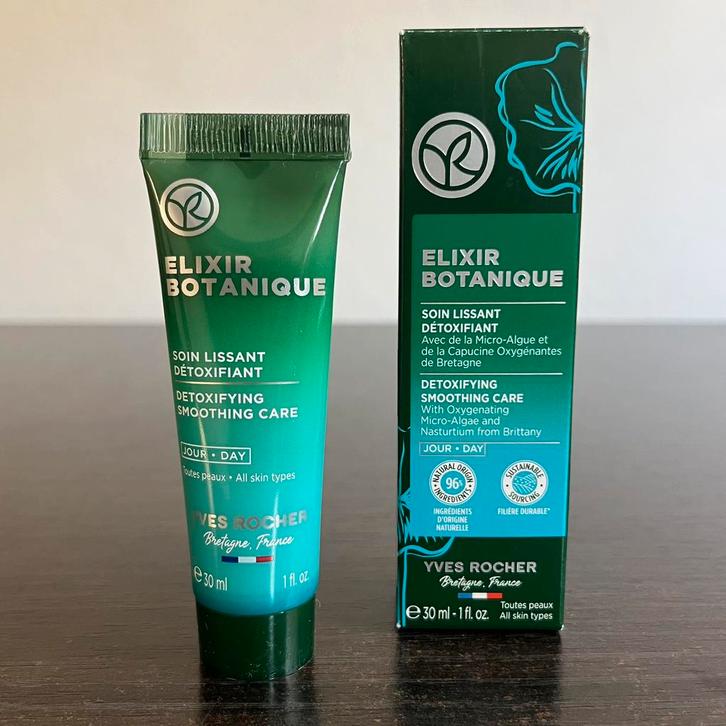 ELIXIR
BOTANIQUE
SOIN LISSANT
DÉTOXIFIANT
DETOXIFYING
SMOOTHING CARE
JOUR • DAY
Toutes peaux • All skin types
YVES ROCHER
Bretagne, France
℮ 30 ml 1 fl. oz.
ELIXIR
BOTANIQUE
SOIN LISSANT
DÉTOXIFIANT
Avec de la Micro-Algue et
de la Capucine Oxygénantes
de Bretagne
DETOXIFYING
SMOOTHING CARE
With Oxygenating
Micro-Algae and
Nasturtium from Brittany
JOUR • DAY
NATURAL ORIGIN
96%
INGREDIENTS
INGRÉDIENTS
D'ORIGINE
NATURELLE
SUSTAINABLE
SOURCING
FILIÈRE DURABLE*
YVES ROCHER
Bretagne, France
℮ 30 ml - 1 fl. oz.
Toutes peaux
All skin types